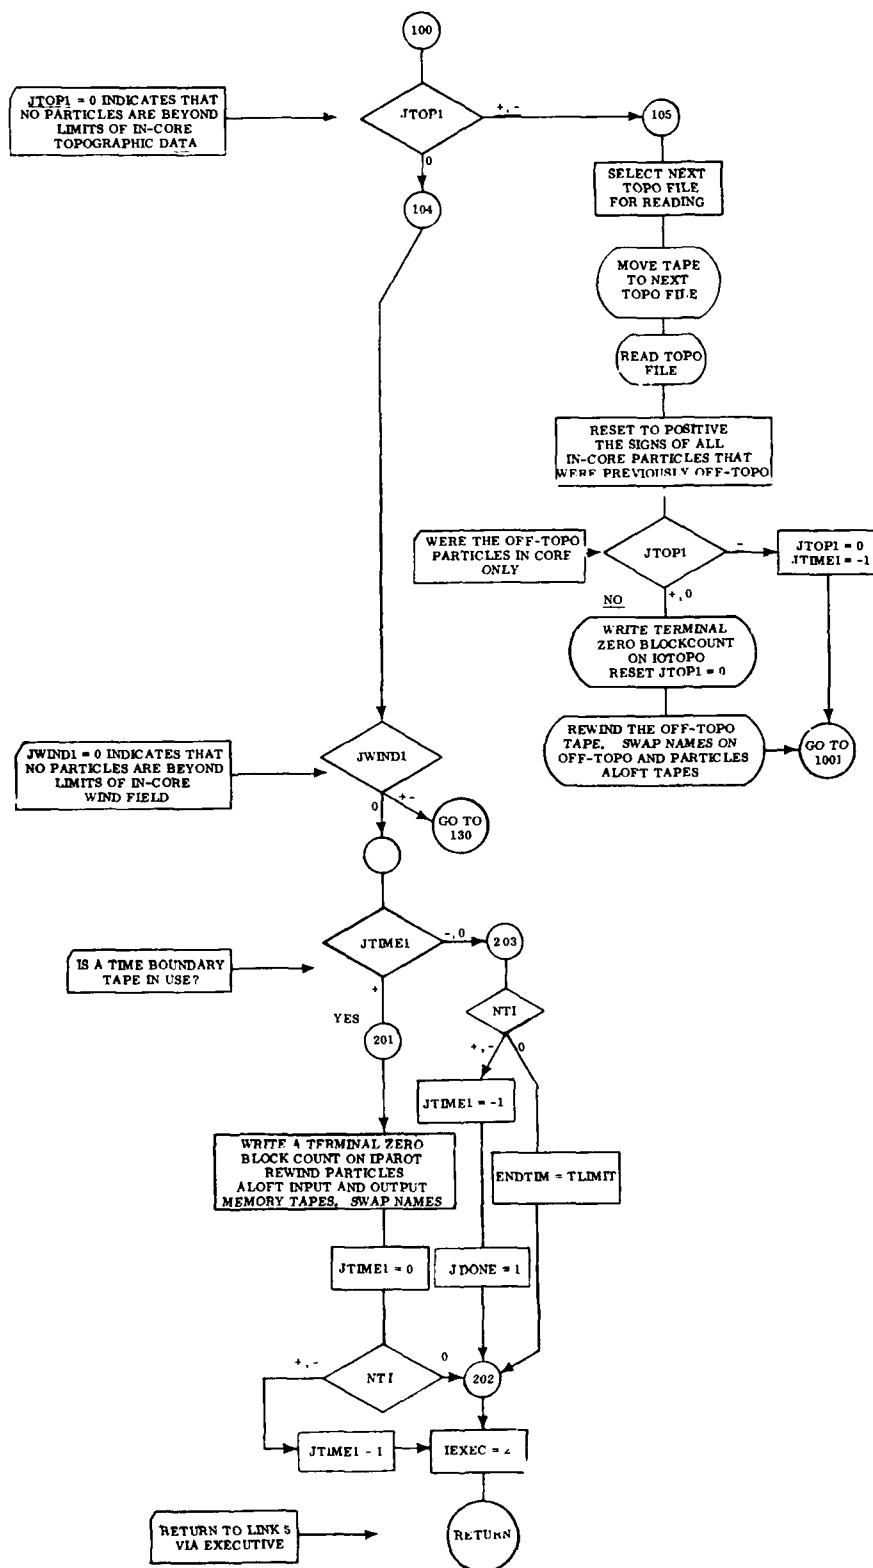 100
JTOP1 = 0 INDICATES THAT
NO PARTICLES ARE BEYOND
LIMITS OF IN-CORE
TOPOGRAPHIC DATA
JTOP1
+,-
0
105
104
SELECT NEXT
TOPO FILE
FOR READING
MOVE TAPE
TO NEXT
TOPO FILE
READ TOPO
FILE
RESET TO POSITIVE
THE SIGNS OF ALL
IN-CORE PARTICLES THAT
WERE PREVIOUSLY OFF-TOPO
WERE THE OFF-TOPO
PARTICLES IN CORE
ONLY
JTOP1
-
JTOP1 = 0
JTIME1 = -1
NO
+,0
WRITE TERMINAL
ZERO BLOCKCOUNT
ON IOTOPO
RESET JTOP1 = 0
REWIND THE OFF-TOPO
TAPE. SWAP NAMES ON
OFF-TOPO AND PARTICLES
ALOFT TAPES
GO TO
1001
JWIND1 = 0 INDICATES THAT
NO PARTICLES ARE BEYOND
LIMITS OF IN-CORE
WIND FIELD
JWIND1
0
+-
GO TO
130
IS A TIME BOUNDARY
TAPE IN USE?
JTIME1
-,0
203
+
YES
201
NTI
+,-
0
JTIME1 = -1
WRITE A TERMINAL ZERO
BLOCK COUNT ON IPAROT
REWIND PARTICLES
ALOFT INPUT AND OUTPUT
MEMORY TAPES. SWAP NAMES
ENDTIM = TLIMIT
JTIME1 = 0
JDONE = 1
+,-
NTI
0
202
JTIME1 - 1
IEXEC =
RETURN TO LINK 5
VIA EXECUTIVE
RETURN